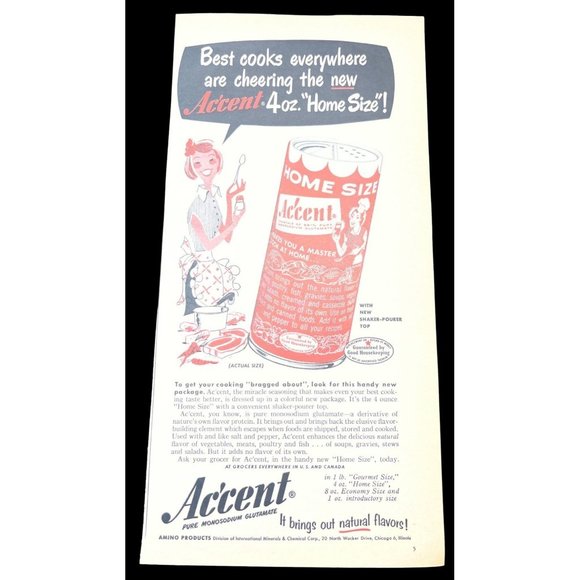 Best cooks everywhere
are cheering the new
Ac'cent 4 oz. "Home Size"!
HOME SIZE
Ac'cent
YOU A MASTER
AT HOME
brings out the natural
WITH
NEW
SHAKER-POURER
TOP
Guaranteed by
Good Housekeeping
(ACTUAL SIZE)
To get your cooking "bragged about", look for this handy new
package. Ac'cent, the miracle seasoning that makes even your best cook-
ing taste better, is dressed up in a colorful new package. It's the 4 ounce
"Home Size" with a convenient shaker-pourer top.
Ac'cent, you know, is pure monosodium glutamate—a derivative of
nature's own flavor protein. It brings out and brings back the elusive flavor-
building element which escapes when foods are shipped, stored and cooked.
Used with and like salt and pepper, Ac'cent enhances the delicious natural
flavor of vegetables, meats, poultry and fish . . . of soups, gravies, stews
and salads. But it adds no flavor of its own.
Ask your grocer for Ac'cent, in the handy new "Home Size", today.
AT GROCERS EVERYWHERE IN U. S. AND CANADA
Ac'cent®
PURE MONOSODIUM GLUTAMATE
in 1 lb. "Gourmet Size,"
4 oz. "Home Size",
8 oz. Economy Size and
1 oz. introductory size
It brings out natural flavors!
AMINO PRODUCTS Division of International Minerals & Chemical Corp., 20 North Wacker Drive, Chicago 6, Illinois
5